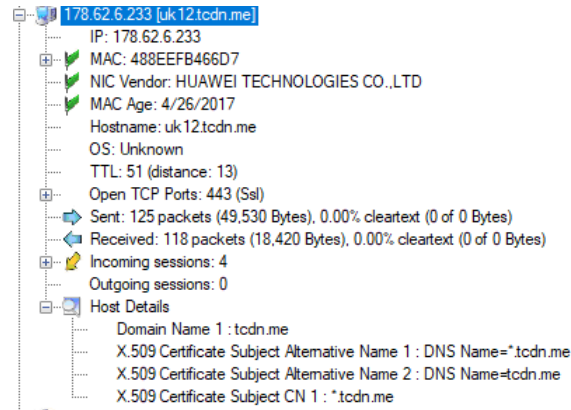 178.62.6.233 [uk12.tcdn.me]
IP: 178.62.6.233
MAC: 488EEFB466D7
NIC Vendor: HUAWEI TECHNOLOGIES CO.,LTD
MAC Age: 4/26/2017
Hostname: uk12.tcdn.me
OS: Unknown
TTL: 51 (distance: 13)
Open TCP Ports: 443 (Ssl)
Sent: 125 packets (49,530 Bytes), 0.00% cleartext (0 of 0 Bytes)
Received: 118 packets (18,420 Bytes), 0.00% cleartext (0 of 0 Bytes)
Incoming sessions: 4
Outgoing sessions: 0
Host Details
Domain Name 1 : tcdn.me
X.509 Certificate Subject Alternative Name 1 : DNS Name=*.tcdn.me
X.509 Certificate Subject Alternative Name 2 : DNS Name=tcdn.me
X.509 Certificate Subject CN 1 : *.tcdn.me